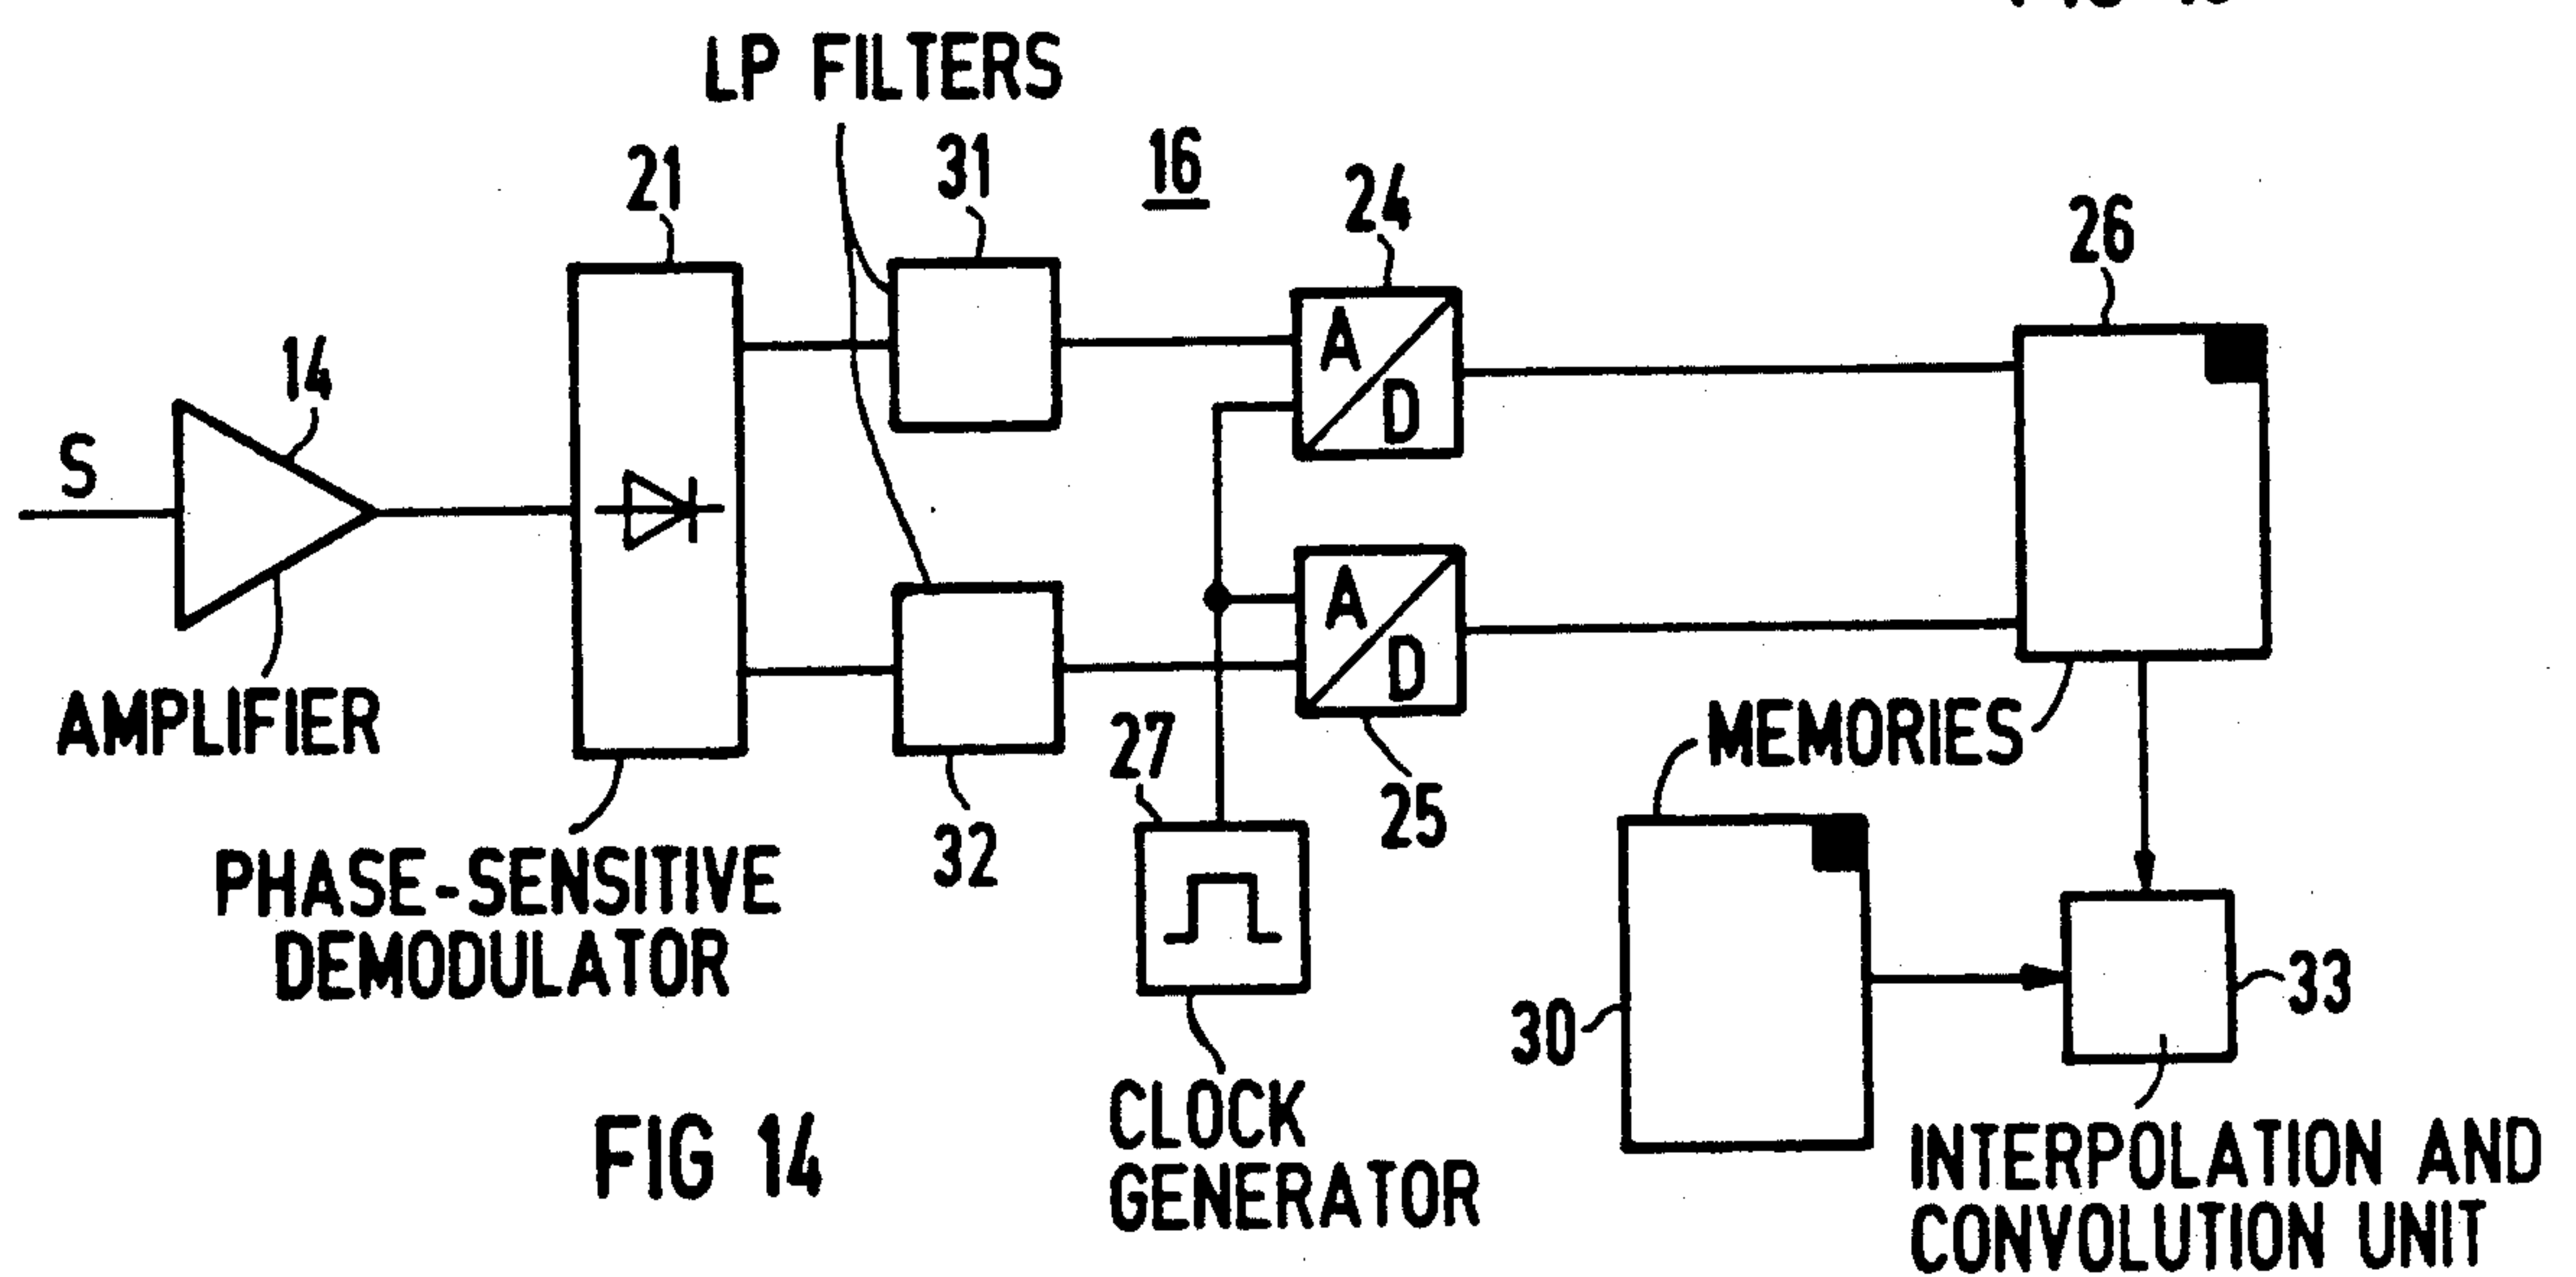 LP FILTERS
21
31
16
24
26
14
S
A
D
A
D
AMPLIFIER
PHASE-SENSITIVE
DEMODULATOR
32
27
25
MEMORIES
30
33
CLOCK
GENERATOR
INTERPOLATION AND
CONVOLUTION UNIT
FIG 14